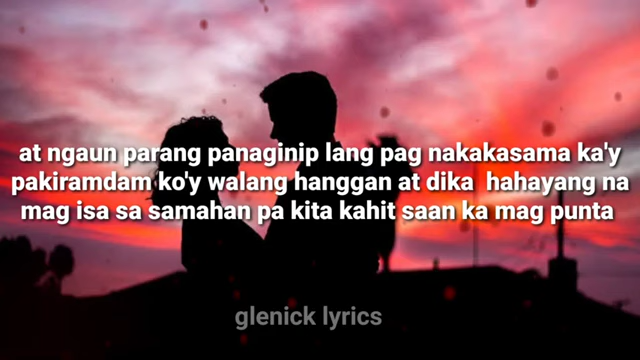 at ngaun parang panaginip lang pag nakakasama ka'y
pakiramdam ko'y walang hanggan at dika hahayang na
mag isa sa samahan pa kita kahit saan ka mag punta
glenick lyrics